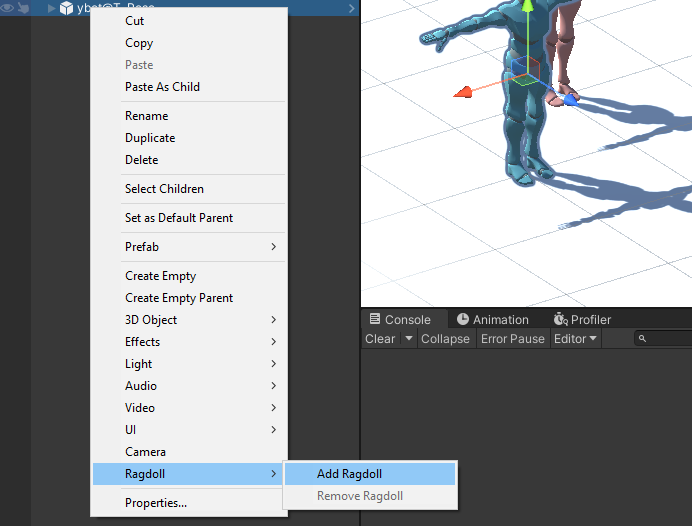 ybot@T-Pose
Cut
Copy
Paste
Paste As Child
Rename
Duplicate
Delete
Select Children
Set as Default Parent
Prefab
Create Empty
Create Empty Parent
3D Object
Effects
Light
Audio
Video
UI
Camera
Ragdoll
Properties...
Add Ragdoll
Remove Ragdoll
Console Animation Profiler
Clear Collapse Error Pause Editor